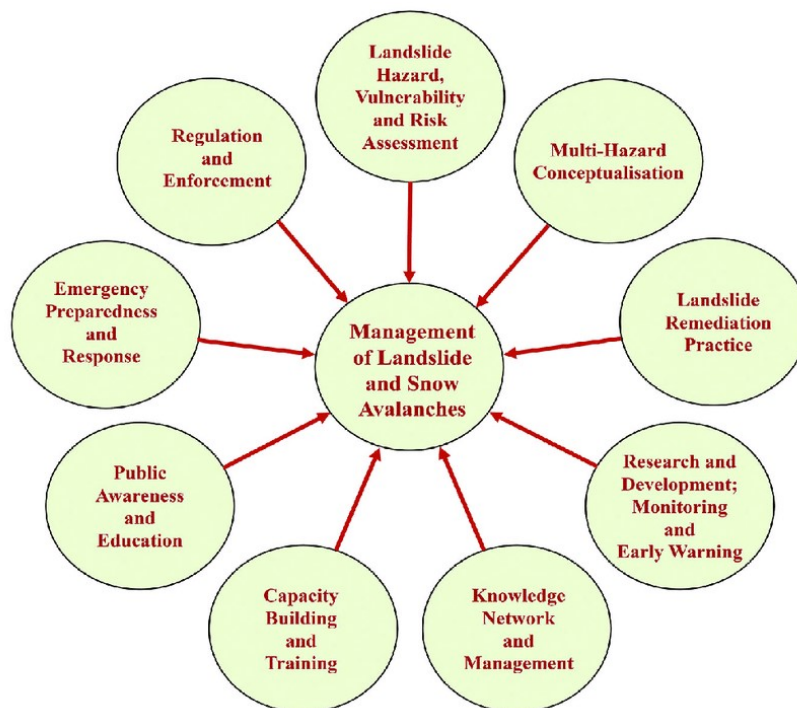 Landslide
Hazard,
Vulnerability
and Risk
Assessment
Multi-Hazard
Conceptualisation
Landslide
Remediation
Practice
Research and
Development;
Monitoring
and
Early Warning
Knowledge
Network
and
Management
Capacity
Building
and
Training
Public
Awareness
and
Education
Emergency
Preparedness
and
Response
Regulation
and
Enforcement
Management
of Landslide
and Snow
Avalanches